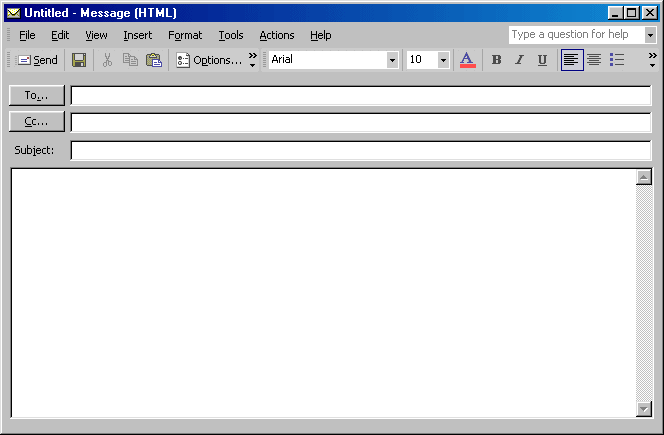 Untitled - Message (HTML)
File Edit View Insert Format Tools Actions Help Type a question for help
Send Options... Arial 10 A B I U
To...
Cc...
Subject: